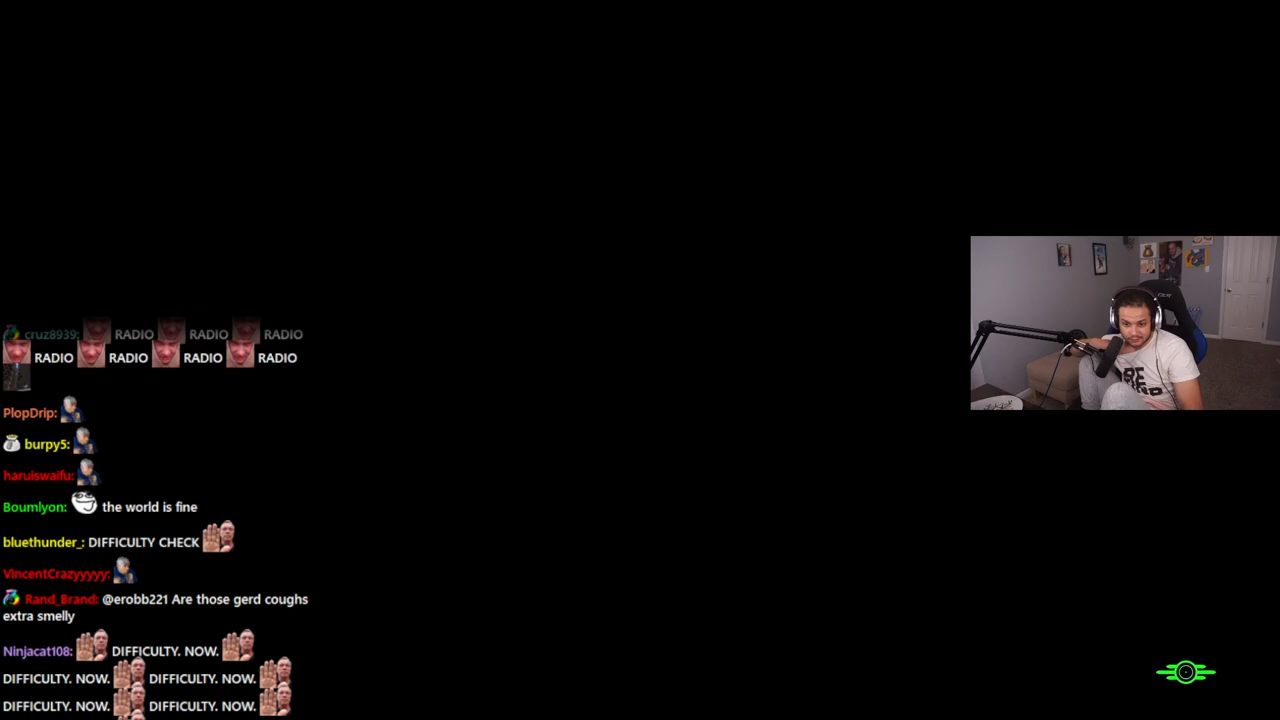 cruz8939: RADIO RADIO RADIO
RADIO RADIO RADIO RADIO
PlopDrip:
burpy5:
haruiswaifu:
Boumlyon: the world is fine
bluethunder_: DIFFICULTY CHECK
VincentCrazyyyyy:
Rand_Brand: @erobb221 Are those gerd coughs
extra smelly
Ninjacat108: DIFFICULTY. NOW.
DIFFICULTY. NOW. DIFFICULTY. NOW.
DIFFICULTY. NOW. DIFFICULTY. NOW.